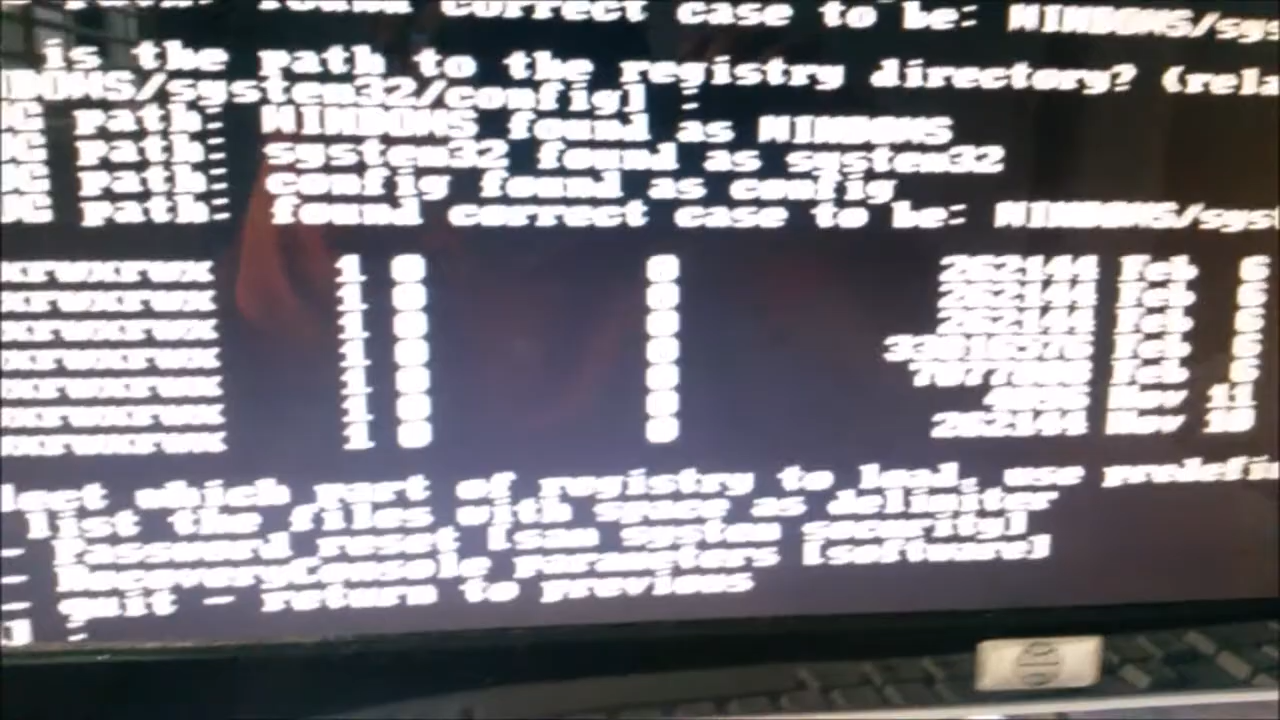 path: found correct case to be: WINDOWS/sys
is the path to the registry directory? (rela
NDOWS/system32/config] :
path: WINDOWS found as WINDOWS
path: system32 found as system32
path: config found as config
path: found correct case to be: WINDOWS/sys
xrwxrwx 1 0 0 262144 Feb 6
xrwxrwx 1 0 0 262144 Feb 6
xrwxrwx 1 0 0 262144 Feb 6
xrwxrwx 1 0 0 Feb 6
xrwxrwx 1 0 0 Feb 6
xrwxrwx 1 0 0 4096 Nov 11
xrwxrwx 1 0 0 262144 Nov 10
lect which part of registry to load, use predefin
list the files with space as delimiter
- Password reset [sam system security]
- RecoveryConsole parameters [software]
- quit - return to previous
] :